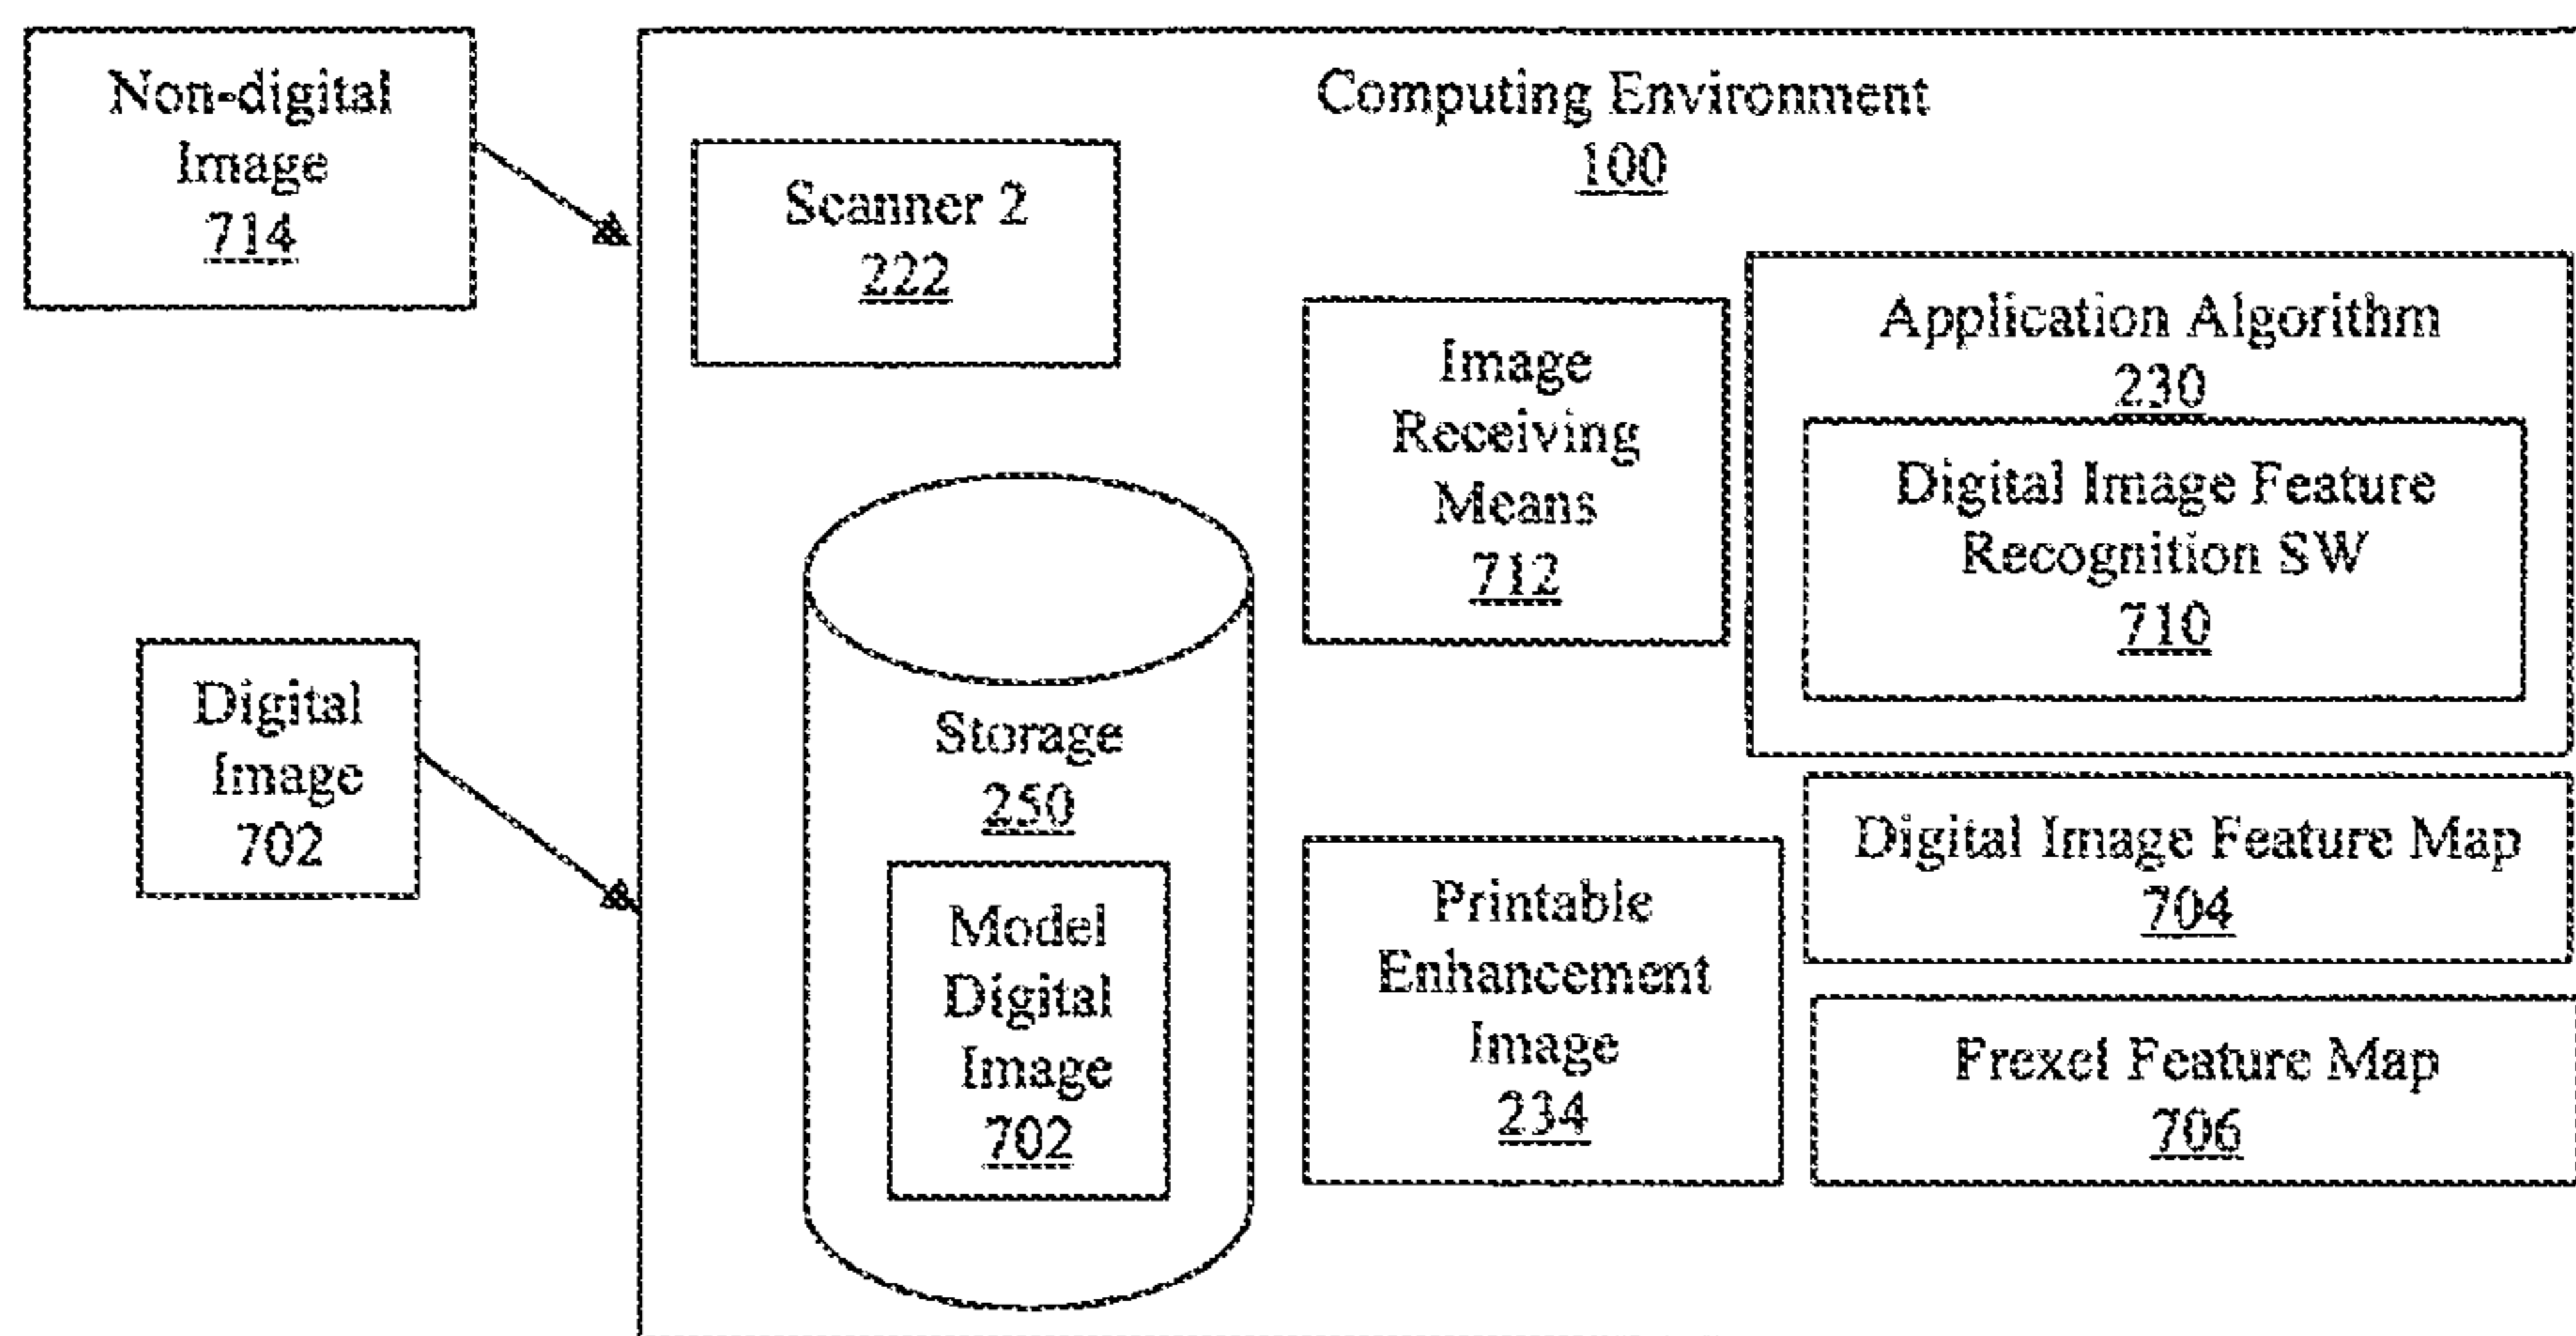 Non-digital
Image
714
Computing Environment
100
Scanner 2
222
Image
Receiving
Means
712
Application Algorithm
230
Digital Image Feature
Recognition SW
710
Digital
Image
702
Storage
250
Model
Digital
Image
702
Printable
Enhancement
Image
234
Digital Image Feature Map
704
Frexel Feature Map
706